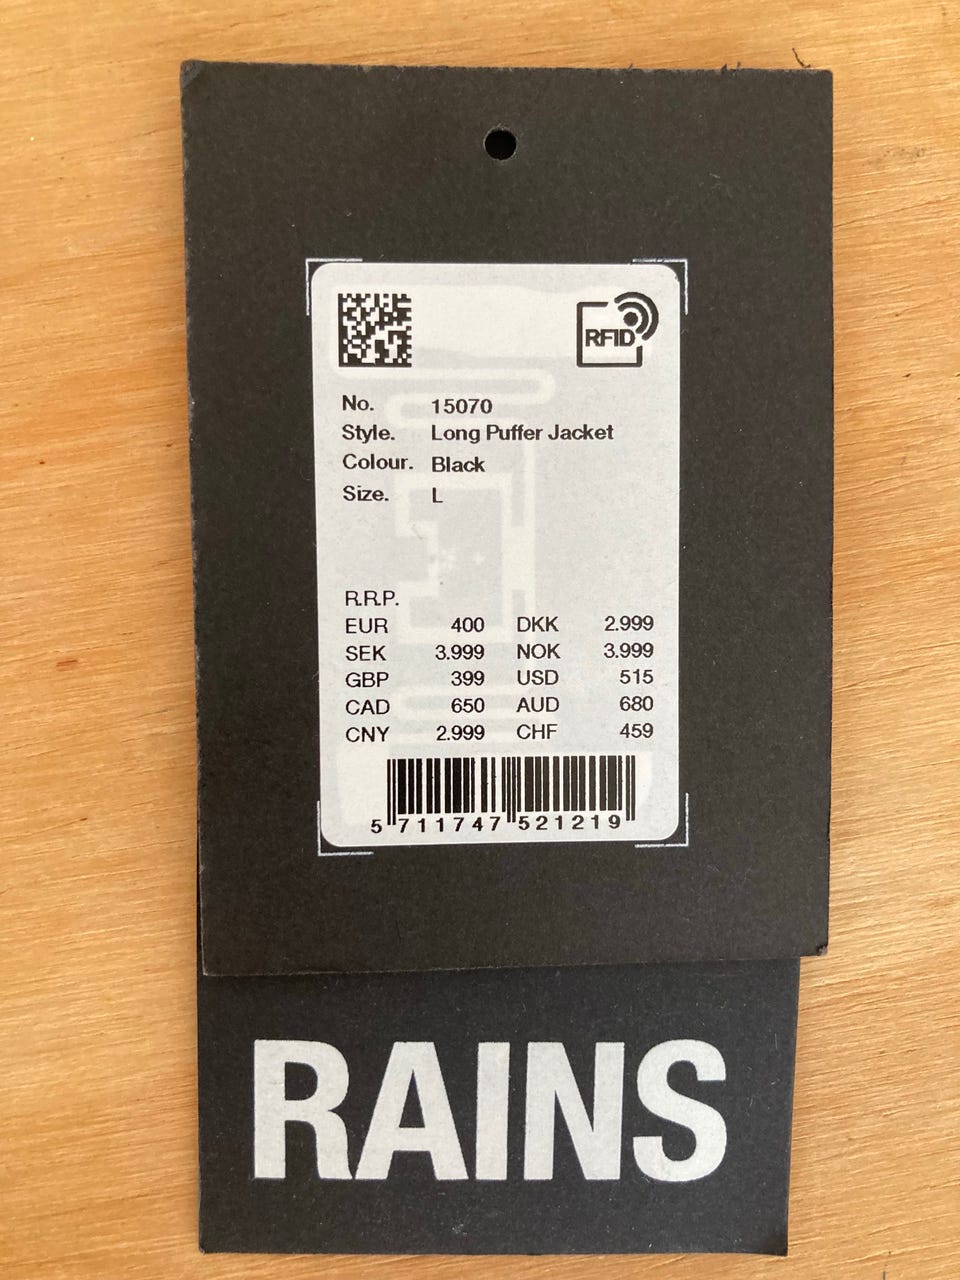 RFID
No. 15070
Style. Long Puffer Jacket
Colour. Black
Size. L
R.R.P.
EUR 400 DKK 2.999
SEK 3.999 NOK 3.999
GBP 399 USD 515
CAD 650 AUD 680
CNY 2.999 CHF 459
5 711747 521219
RAINS